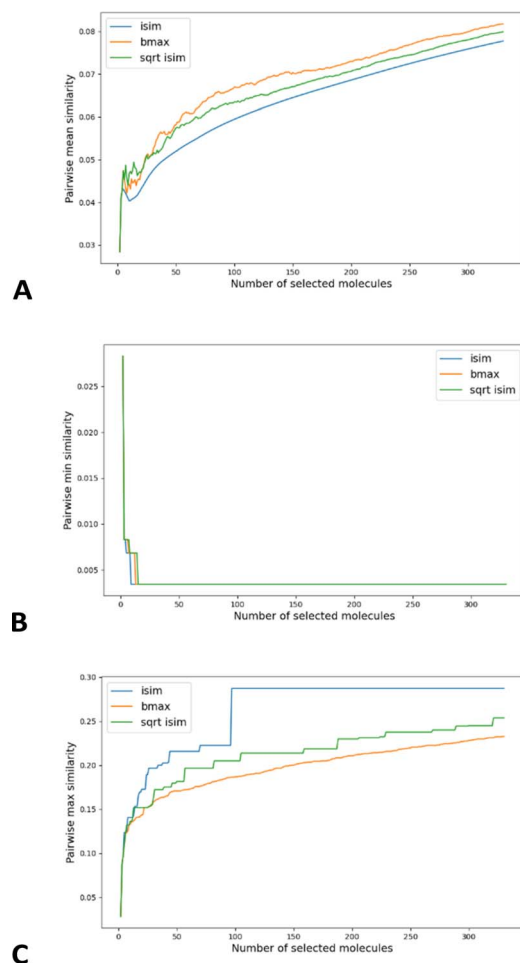 isim
bmax
sqrt isim
Pairwise mean similarity
0.08
0.07
0.06
0.05
0.04
0.03
0
50
100
150
200
250
300
Number of selected molecules
A
isim
bmax
sqrt isim
Pairwise min similarity
0.025
0.020
0.015
0.010
0.005
0
50
100
150
200
250
300
Number of selected molecules
B
isim
bmax
sqrt isim
Pairwise max similarity
0.30
0.25
0.20
0.15
0.10
0.05
0
50
100
150
200
250
300
Number of selected molecules
C